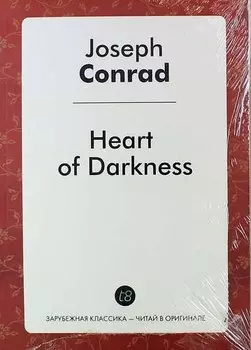 Joseph
Conrad
Heart
of Darkness
t8
ЗАРУБЕЖНАЯ КЛАССИКА — ЧИТАЙ В ОРИГИНАЛЕ